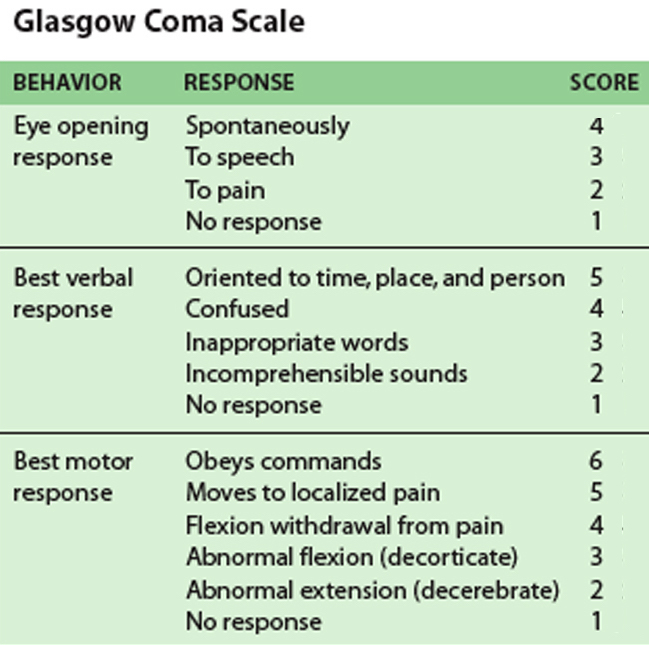 Glasgow Coma Scale
BEHAVIOR RESPONSE SCORE
Eye opening Spontaneously 4
response To speech 3
To pain 2
No response 1
Best verbal Oriented to time, place, and person 5
response Confused 4
Inappropriate words 3
Incomprehensible sounds 2
No response 1
Best motor Obeys commands 6
response Moves to localized pain 5
Flexion withdrawal from pain 4
Abnormal flexion (decorticate) 3
Abnormal extension (decerebrate) 2
No response 1